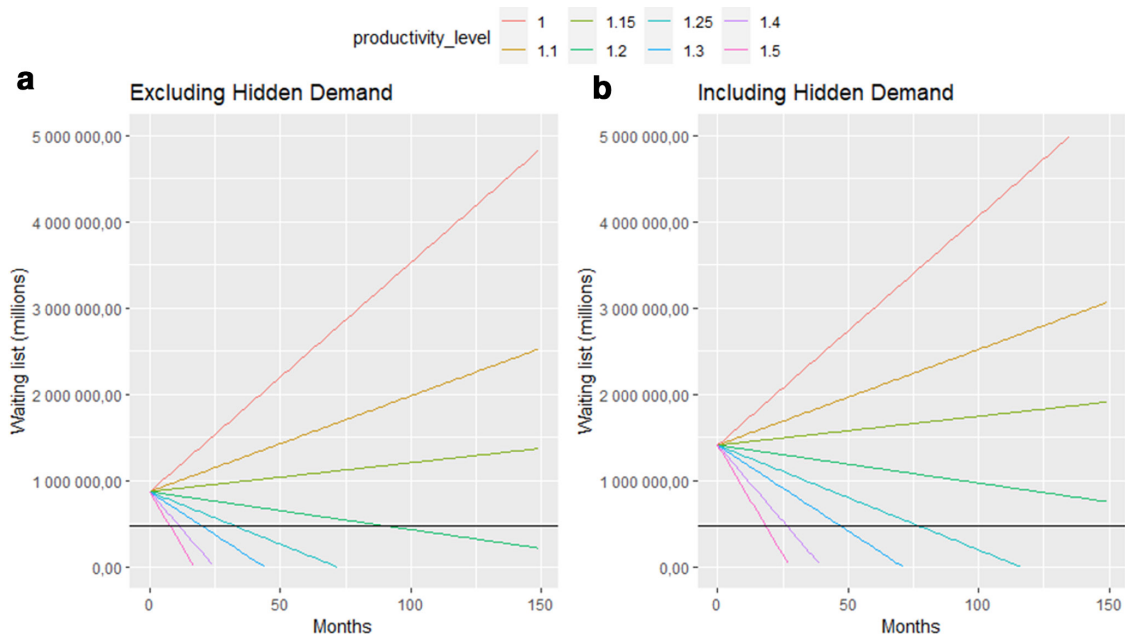 productivity_level
1 1.15 1.25 1.4
1.1 1.2 1.3 1.5
a
Excluding Hidden Demand
5 000 000,00
4 000 000,00
3 000 000,00
2 000 000,00
1 000 000,00
0,00
Waiting list (millions)
0 50 100 150
Months
b
Including Hidden Demand
5 000 000,00
4 000 000,00
3 000 000,00
2 000 000,00
1 000 000,00
0,00
Waiting list (millions)
0 50 100 150
Months